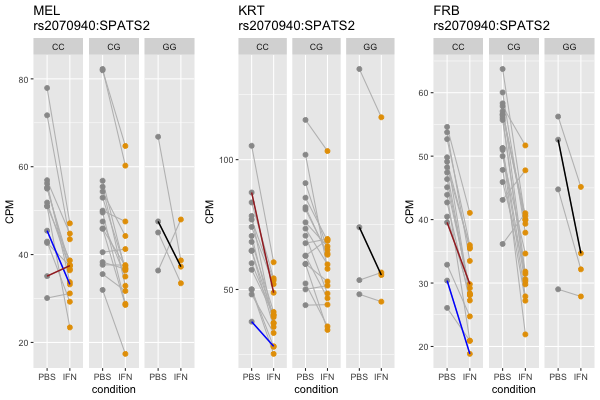 MEL
rs2070940:SPATS2
CC CG GG
80
60
40
20
CPM
PBS IFN PBS IFN PBS IFN
condition
KRT
rs2070940:SPATS2
CC CG GG
100
50
CPM
PBS IFN PBS IFN PBS IFN
condition
FRB
rs2070940:SPATS2
CC CG GG
60
50
40
30
20
CPM
PBS IFN PBS IFN PBS IFN
condition